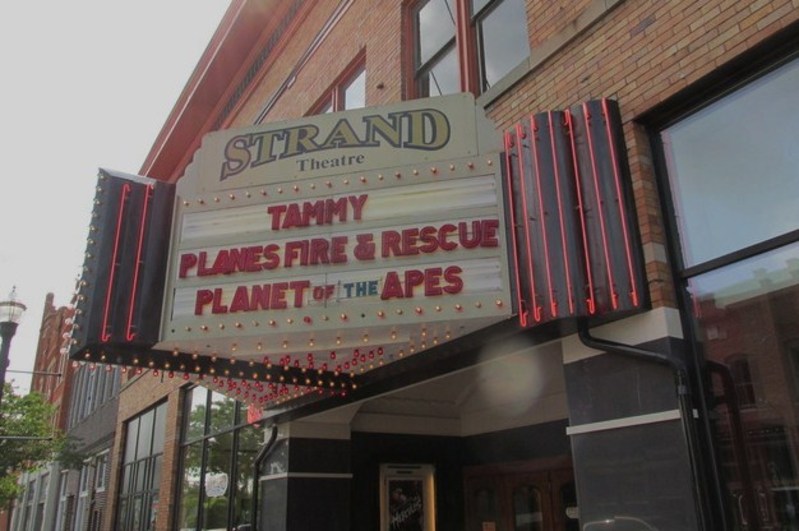 STRAND
Theatre
TAMMY
PLANES FIRE & RESCUE
PLANET OF THE APES